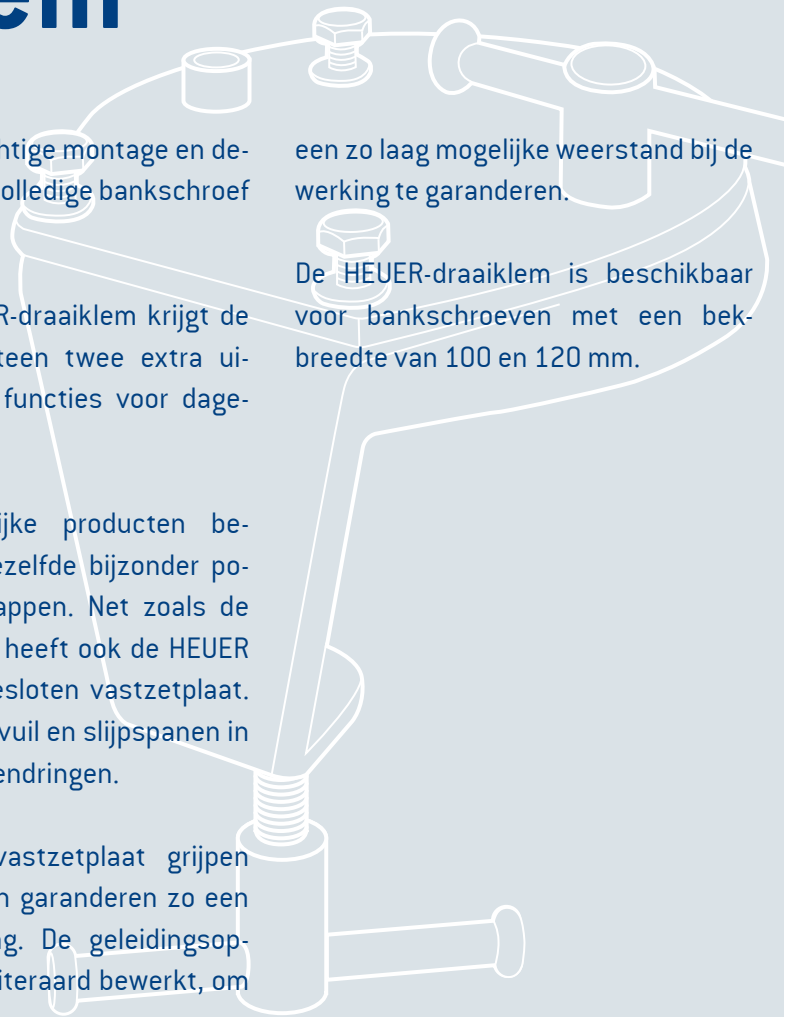 em
htige montage en de-
olledige bankschroef
R-draaiklem krijgt de
teen twee extra ui-
functies voor dage-
ijke producten be-
ezelfde bijzonder po-
appen. Net zoals de
heeft ook de HEUER
esloten vastzetplaat.
vuil en slijpspanen in
endringen.
vastzetplaat grijpen
n garanderen zo een
ng. De geleidingsop-
iteraard bewerkt, om
een zo laag mogelijke weerstand bij de
werking te garanderen.
De HEUER-draaiklem is beschikbaar
voor bankschroeven met een bek-
breedte van 100 en 120 mm.